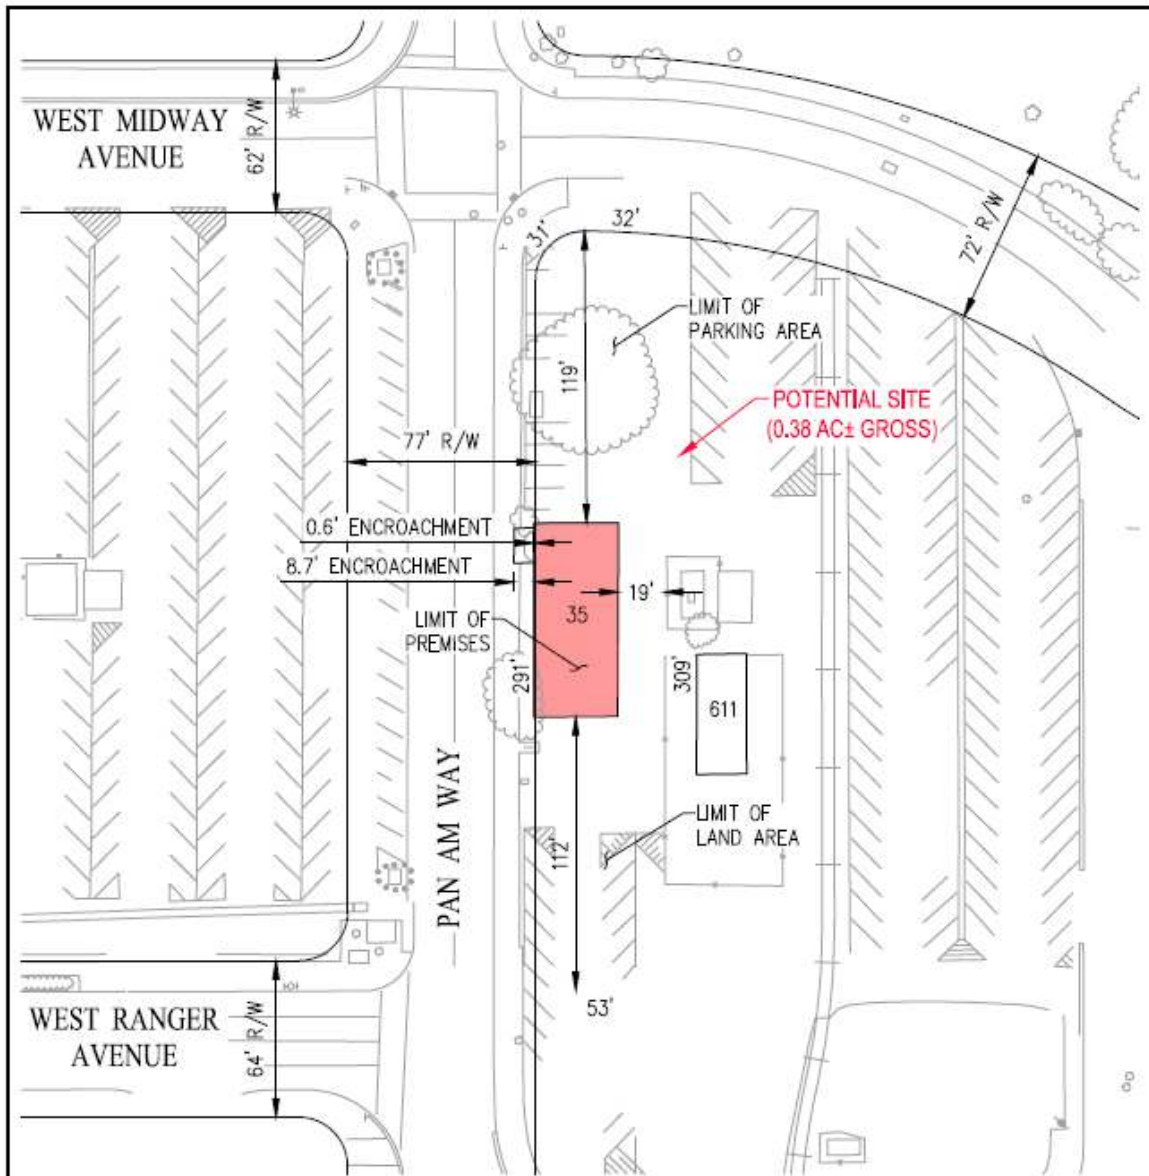 WEST MIDWAY
AVENUE
62' R/W
31'
32'
72' R/W
LIMIT OF
PARKING AREA
119'
POTENTIAL SITE
(0.38 AC± GROSS)
77' R/W
0.6' ENCROACHMENT
8.7' ENCROACHMENT
19'
35
LIMIT OF
PREMISES
291'
309'
611
PAN AM WAY
LIMIT OF
LAND AREA
112'
53'
WEST RANGER
AVENUE
64' R/W